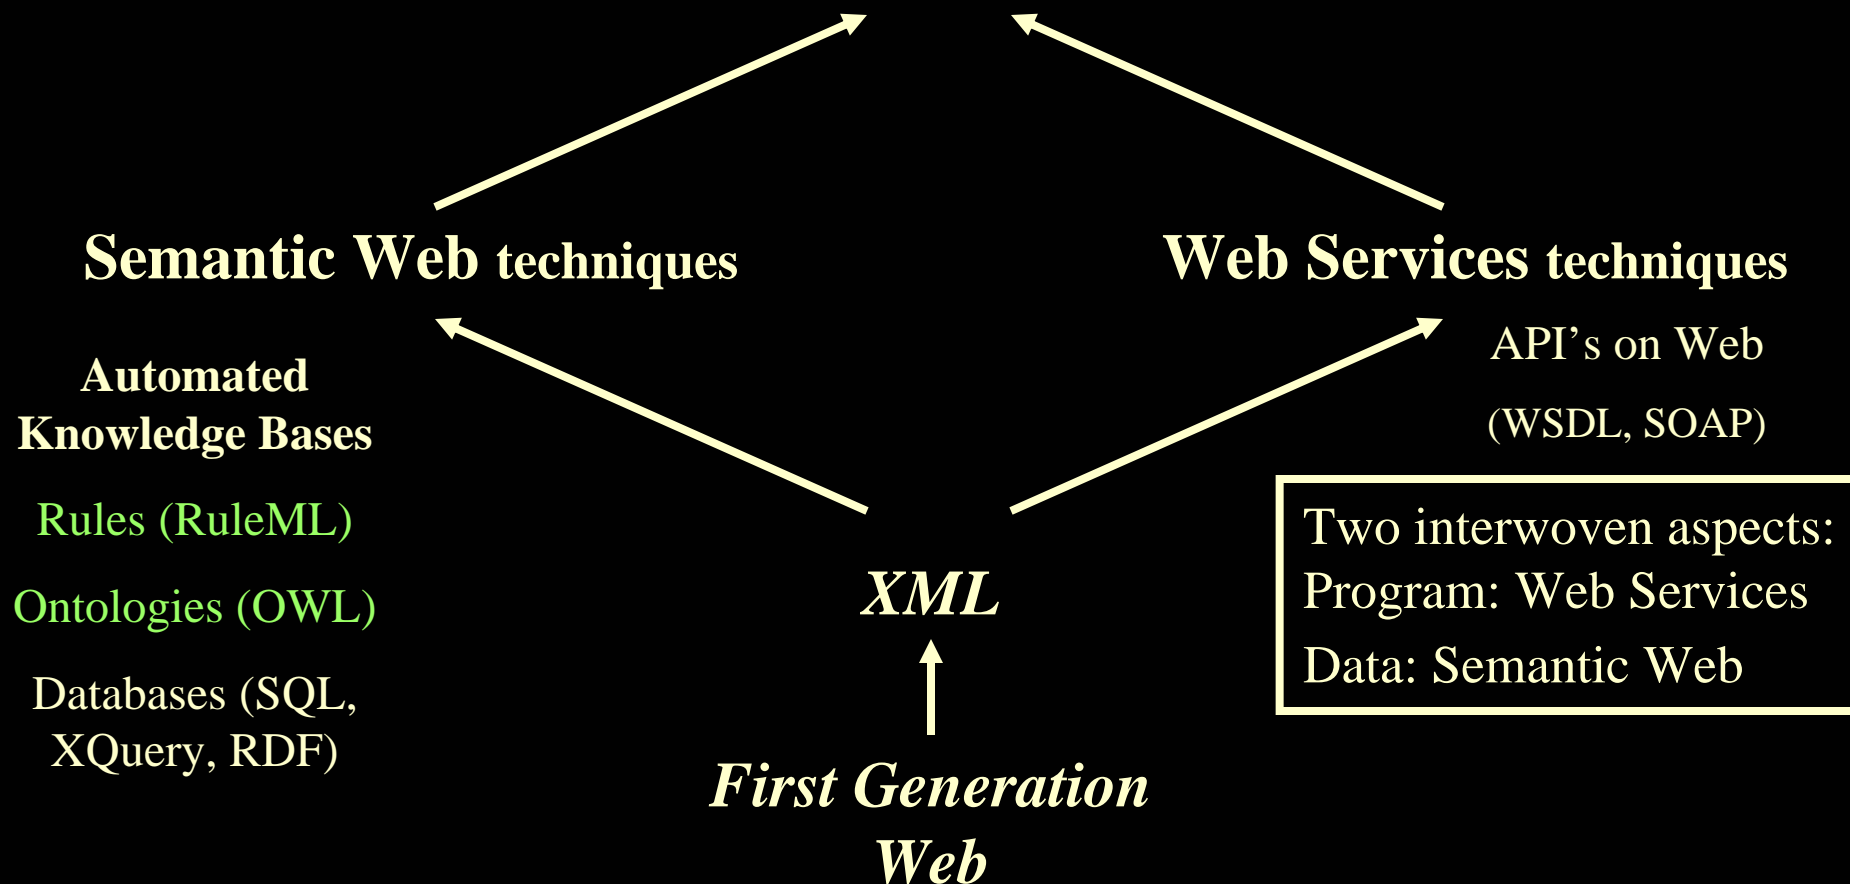 Semantic Web techniques
Web Services techniques
Automated
Knowledge Bases
Rules (RuleML)
Ontologies (OWL)
Databases (SQL,
XQuery, RDF)
API’s on Web
(WSDL, SOAP)
Two interwoven aspects:
Program: Web Services
Data: Semantic Web
XML
First Generation
Web